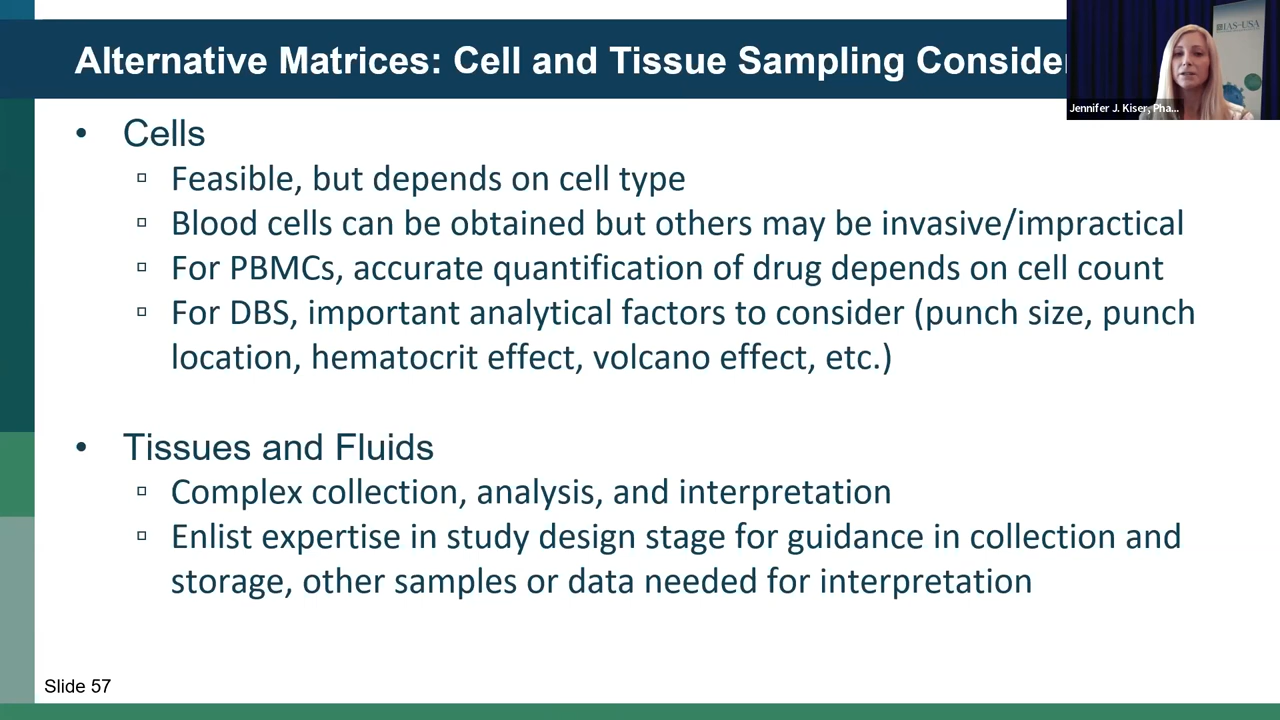 Alternative Matrices: Cell and Tissue Sampling
IAS-USA
Jennifer J. Kiser, Pha...
• Cells
▫ Feasible, but depends on cell type
▫ Blood cells can be obtained but others may be invasive/impractical
▫ For PBMCs, accurate quantification of drug depends on cell count
▫ For DBS, important analytical factors to consider (punch size, punch
location, hematocrit effect, volcano effect, etc.)
• Tissues and Fluids
▫ Complex collection, analysis, and interpretation
▫ Enlist expertise in study design stage for guidance in collection and
storage, other samples or data needed for interpretation
Slide 57